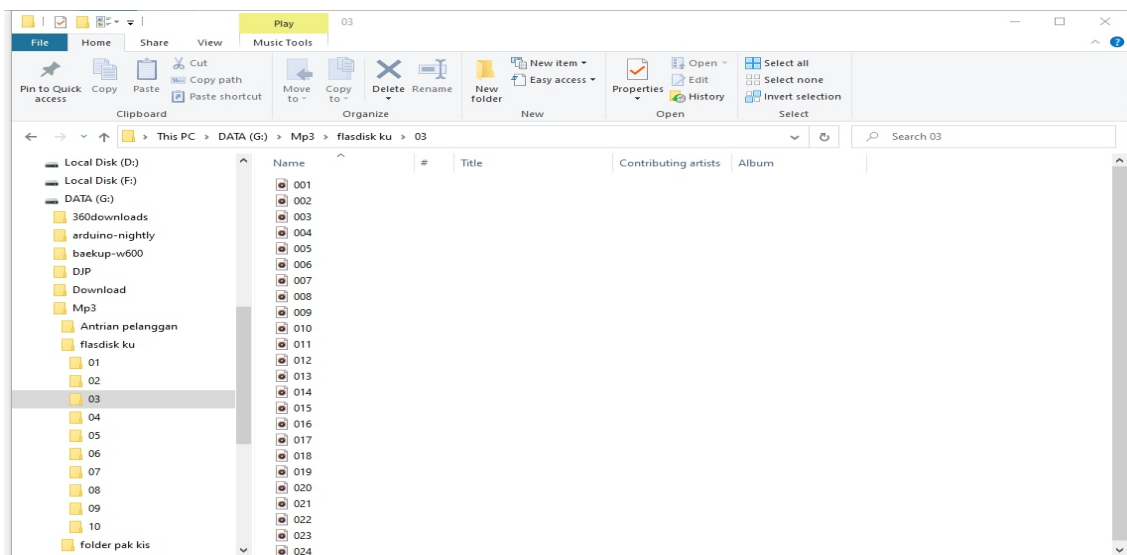 Play 03
File Home Share View Music Tools
Pin to Quick access
Copy
Paste
Cut
Copy path
Paste shortcut
Clipboard
Move to
Copy to
Delete
Rename
Organize
New folder
New item
Easy access
New
Properties
Open
Edit
History
Open
Select all
Select none
Invert selection
Select
This PC > DATA (G:) > Mp3 > flasdisk ku > 03
Search 03
Local Disk (D:)
Local Disk (F:)
DATA (G:)
360downloads
arduino-nightly
baekup-w600
DJP
Download
Mp3
Antrian pelanggan
flasdisk ku
01
02
03
04
05
06
07
08
09
10
folder pak kis
Name # Title Contributing artists Album
001
002
003
004
005
006
007
008
009
010
011
012
013
014
015
016
017
018
019
020
021
022
023
024